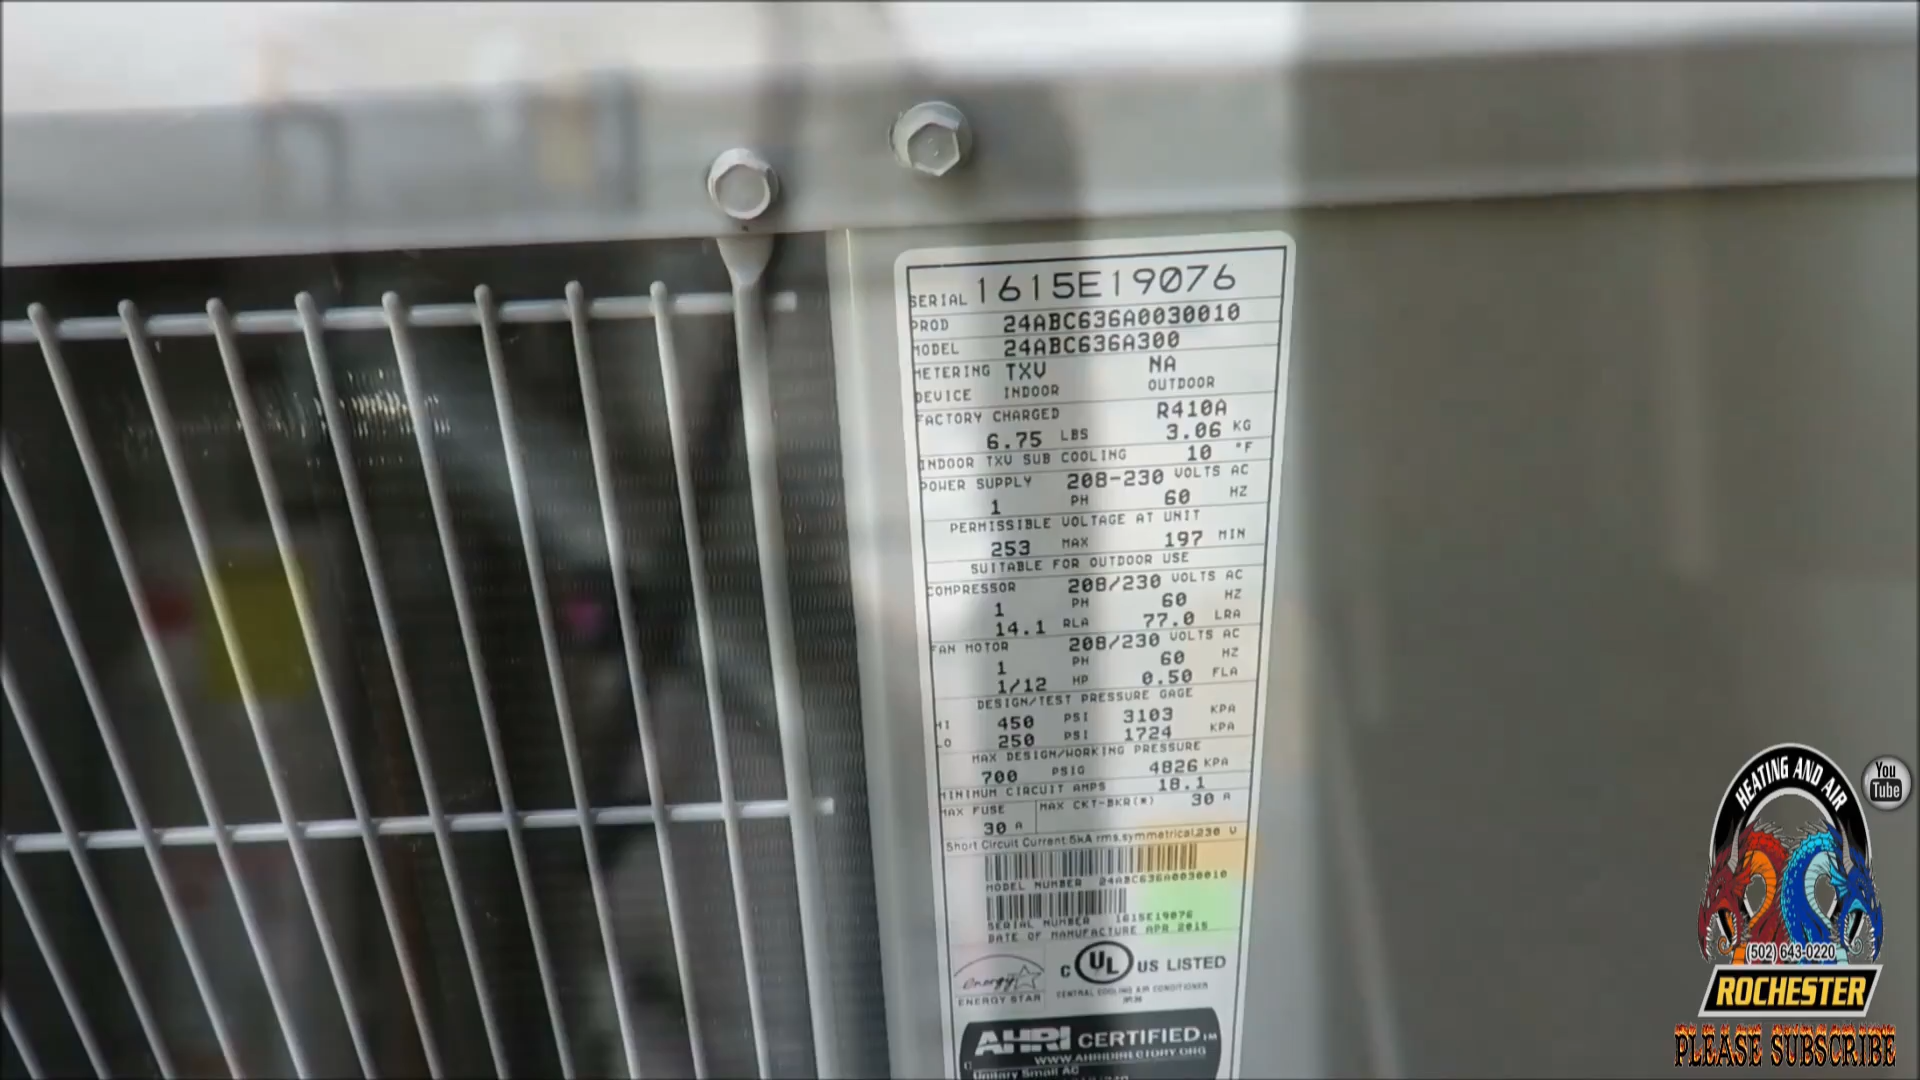 SERIAL 1615E19076
PROD 24ABC636A0030010
MODEL 24ABC636A300
METERING TXV NA
DEVICE INDOOR OUTDOOR
FACTORY CHARGED R410A
6.75 LBS 3.06 KG
INDOOR TXV SUB COOLING 10 °F
POWER SUPPLY 208-230 VOLTS AC
1 PH 60 HZ
PERMISSIBLE VOLTAGE AT UNIT
253 MAX 197 MIN
SUITABLE FOR OUTDOOR USE
COMPRESSOR 208/230 VOLTS AC
1 PH 60 HZ
14.1 RLA 77.0 LRA
FAN MOTOR 208/230 VOLTS AC
1 PH 60 HZ
1/12 HP 0.50 FLA
DESIGN/TEST PRESSURE GAGE
HI 450 PSI 3103 KPA
LO 250 PSI 1724 KPA
MAX DESIGN/WORKING PRESSURE
700 PSIG 4826 KPA
MINIMUM CIRCUIT AMPS 18.1
MAX FUSE MAX CKT-BKR(*) 30 A
30 A
Short Circuit Current:5kA rms,symmetrical,230 V
MODEL NUMBER 24ABC636A0030010
SERIAL NUMBER 1615E19076
DATE OF MANUFACTURE APR 2015
energy
ENERGY STAR
C UL US LISTED
CENTRAL COOLING AIR CONDITIONER
AHRI CERTIFIED TM
WWW.AHRIDIRECTORY.ORG
Unitary Small AC
HEATING AND AIR
You Tube
(502) 643-0220
ROCHESTER
PLEASE SUBSCRIBE